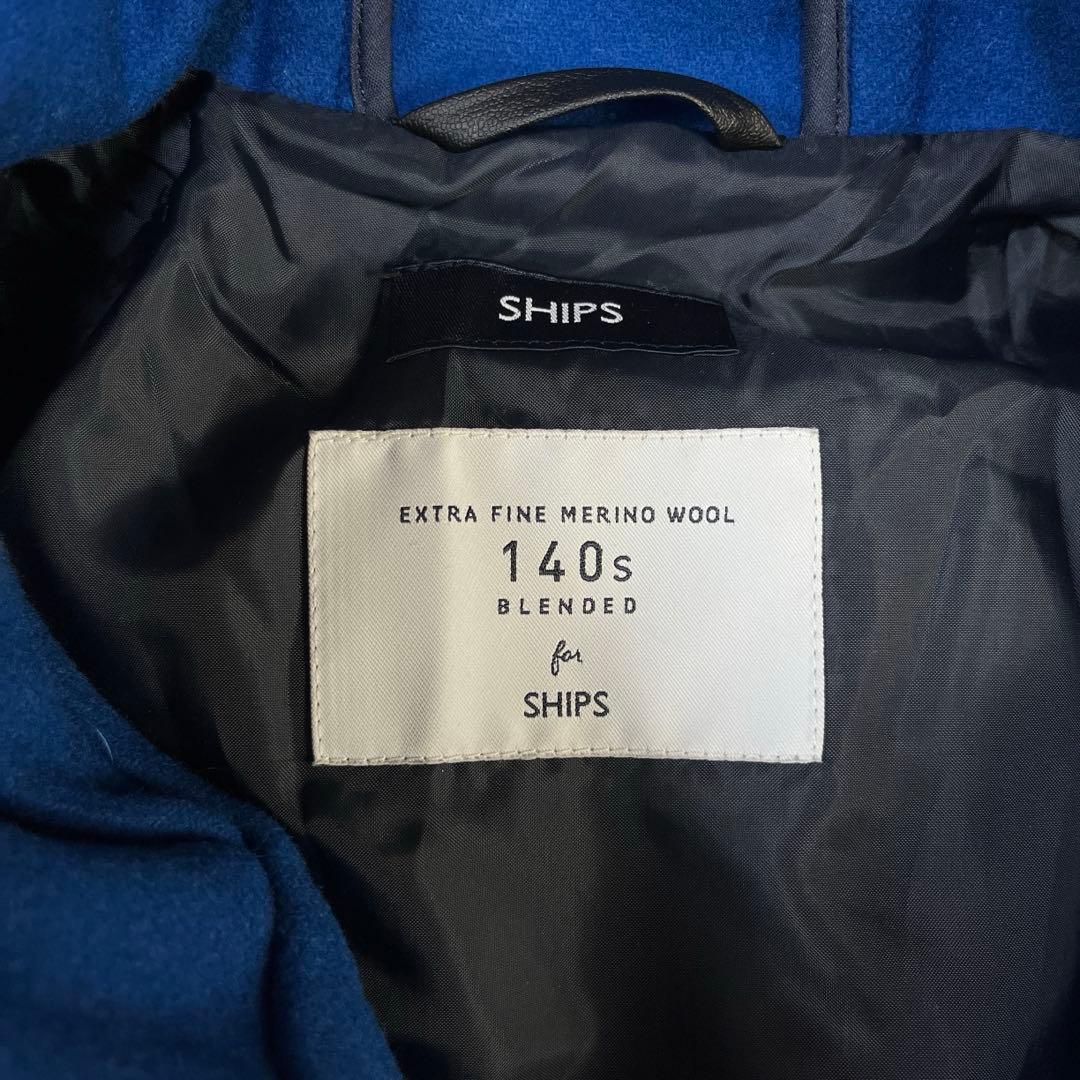 SHIPS
EXTRA FINE MERINO WOOL
140s
BLENDED
for
SHIPS